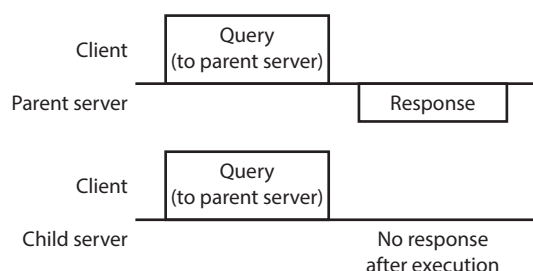 Client
Query
(to parent server)
Parent server
Response
Client
Query
(to parent server)
Child server
No response
after execution